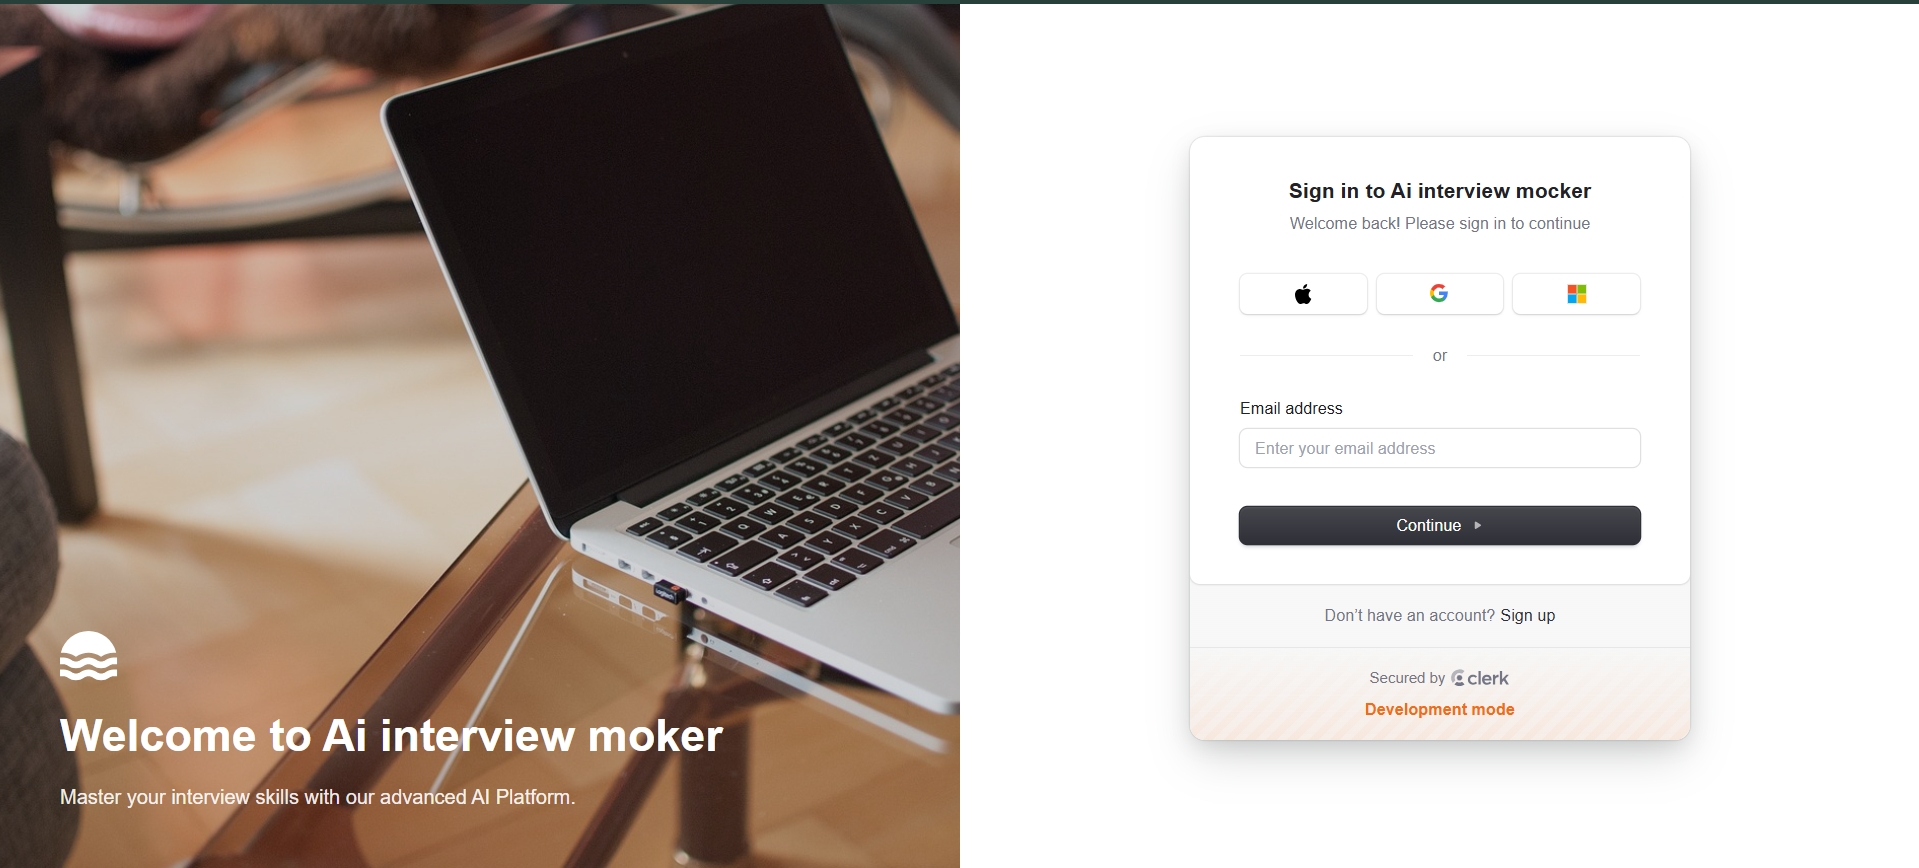 Welcome to Ai interview moker
Master your interview skills with our advanced AI Platform.
Sign in to Ai interview mocker
Welcome back! Please sign in to continue
or
Email address
Enter your email address
Continue
Don’t have an account? Sign up
Secured by clerk
Development mode